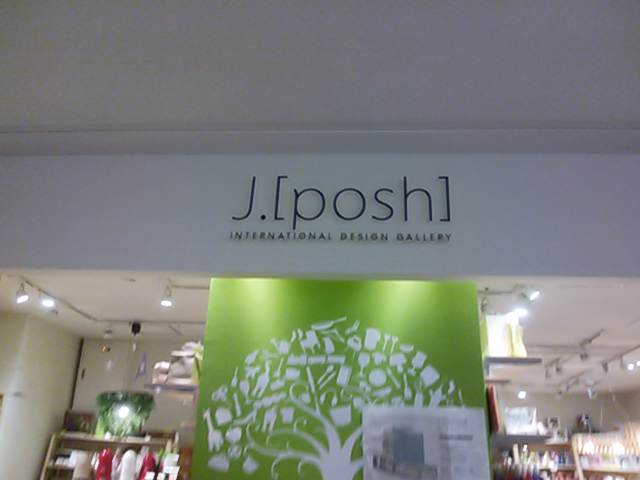 J.[posh]
INTERNATIONAL DESIGN GALLERY